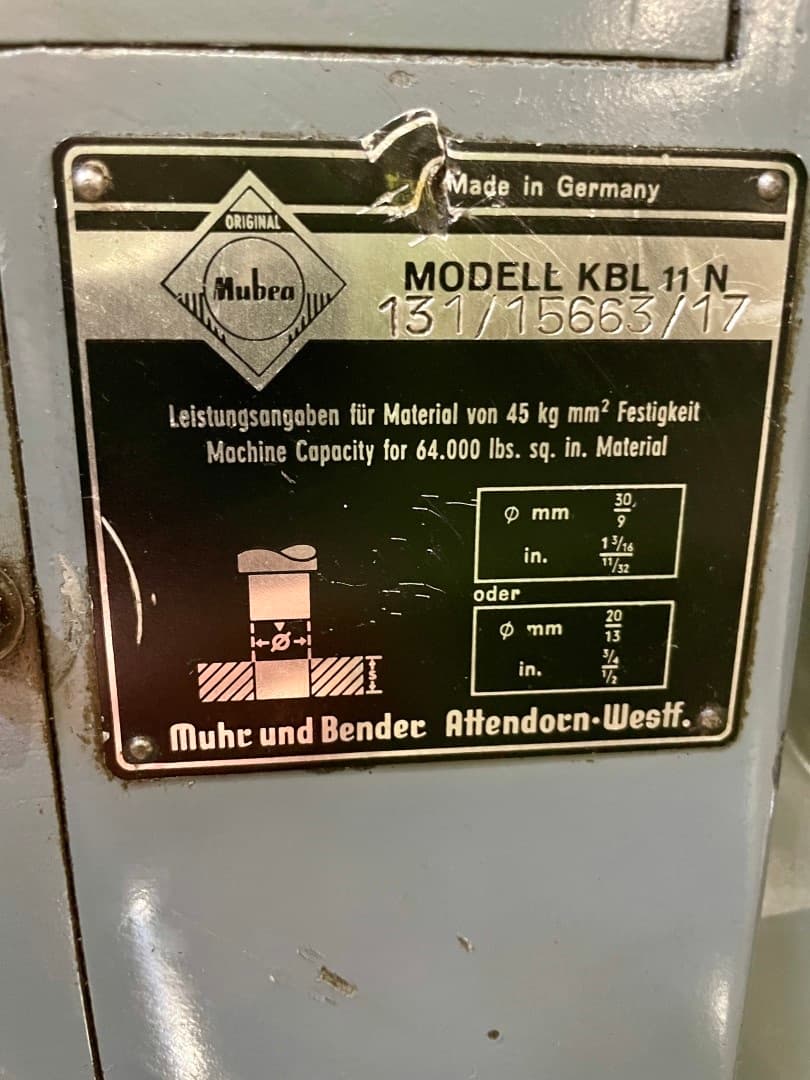 Made in Germany
ORIGINAL
Mubea
MODELL KBL 11 N
131/15663/17
Leistungsangaben für Material von 45 kg mm² Festigkeit
Machine Capacity for 64.000 lbs. sq. in. Material
Ø mm 30/9
in. 1 3/16 / 11/32
oder
Ø mm 20/13
in. 3/4 / 1/2
Ø
S
Muhr und Bender Attendorn·Westf.